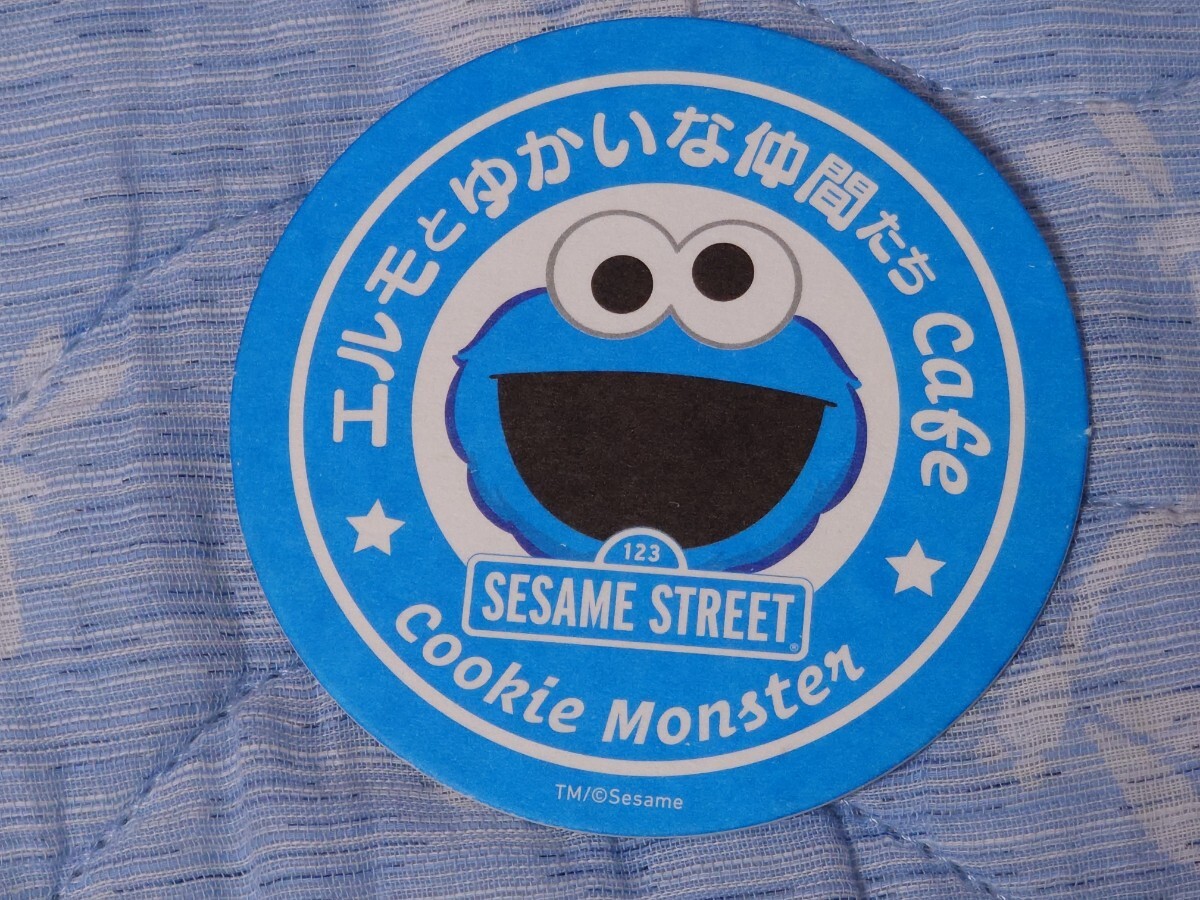 エルモとゆかいな仲間たち Cafe
123
SESAME STREET®
Cookie Monster
TM/©Sesame